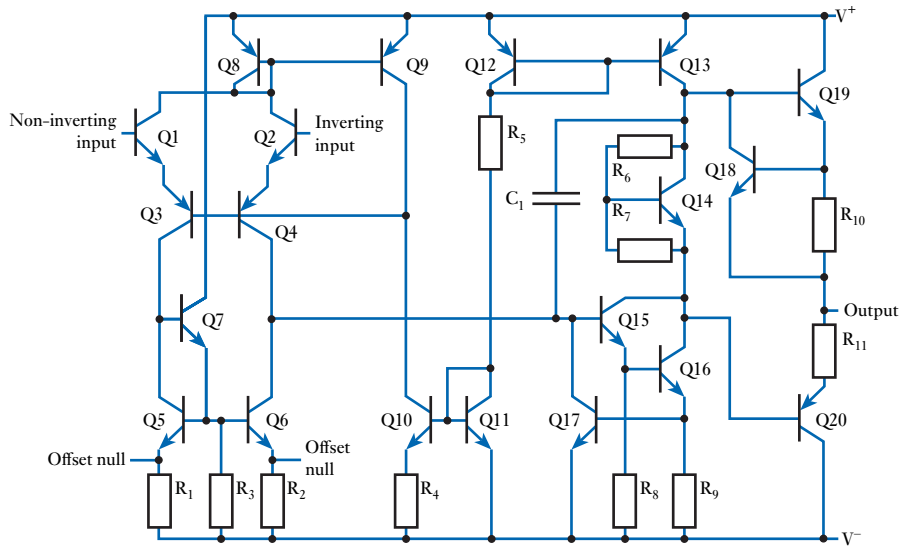 V⁺
Q8
Q9
Q12
Q13
Q19
Non-inverting
input
Q1
Q2
Inverting
input
R₅
R₆
Q18
Q3
Q4
C₁
R₇
Q14
R₁₀
Q7
Q15
Output
R₁₁
Q16
Q5
Q6
Q10
Q11
Q17
Q20
Offset null
Offset
null
R₁
R₃
R₂
R₄
R₈
R₉
V⁻